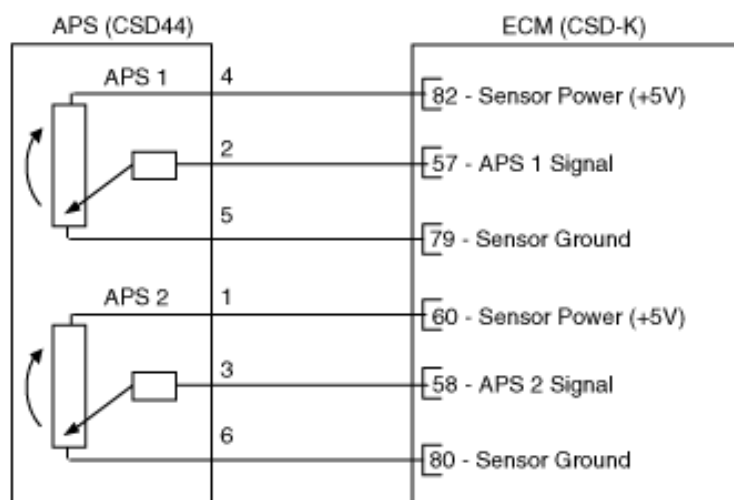 APS (CSD44)
ECM (CSD-K)
APS 1
4
82 - Sensor Power (+5V)
2
57 - APS 1 Signal
5
79 - Sensor Ground
APS 2
1
60 - Sensor Power (+5V)
3
58 - APS 2 Signal
6
80 - Sensor Ground